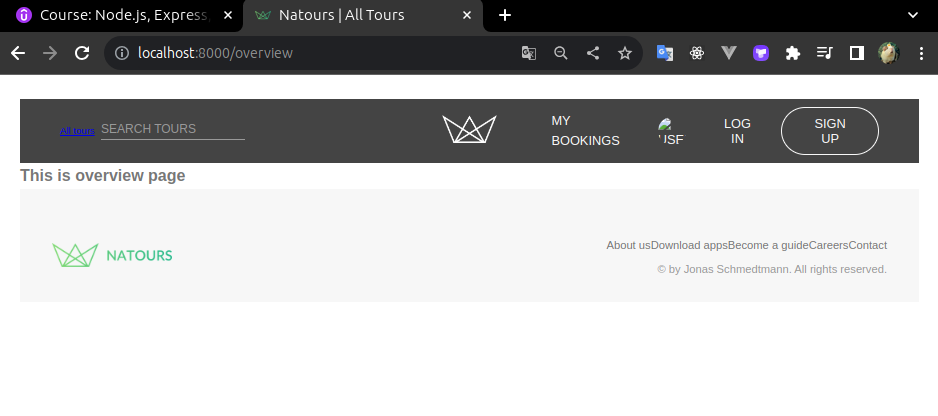 Course: Node.js, Express,
Natours | All Tours
localhost:8000/overview
All tours
SEARCH TOURS
MY BOOKINGS
LOG IN
SIGN UP
This is overview page
NATOURS
About usDownload appsBecome a guideCareersContact
© by Jonas Schmedtmann. All rights reserved.